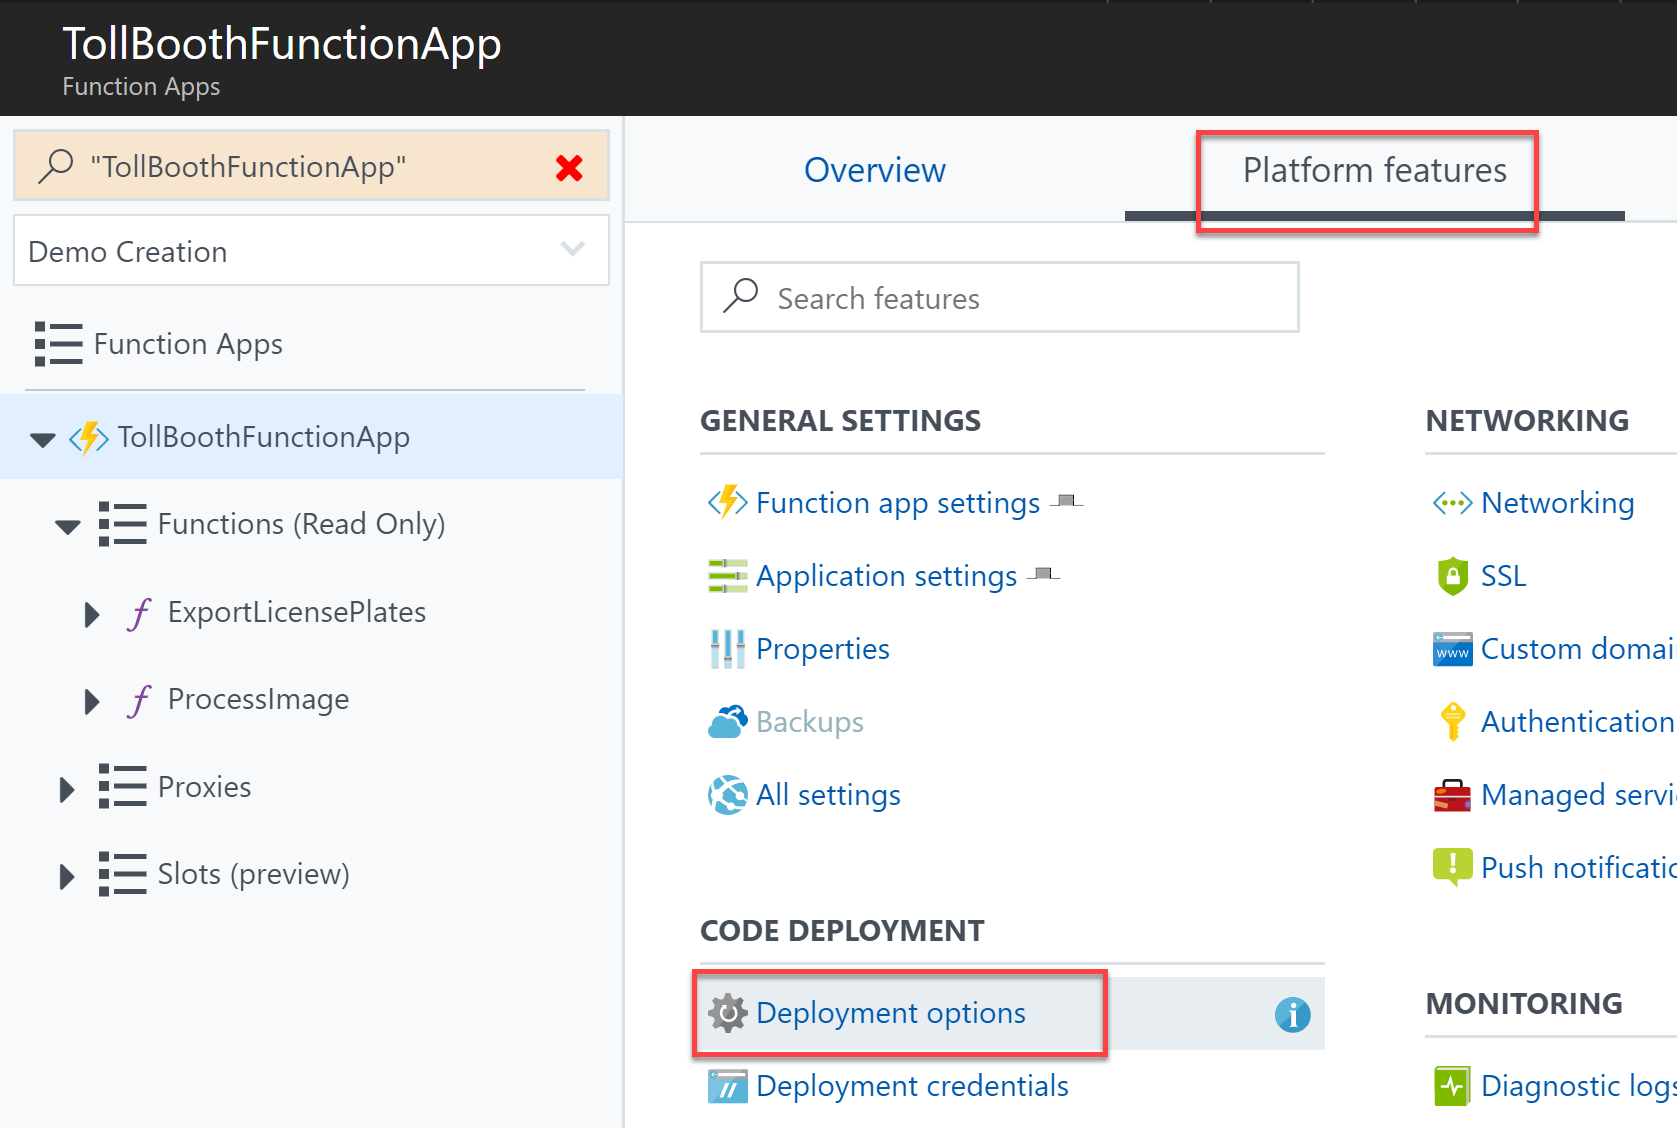 TollBoothFunctionApp
Function Apps
"TollBoothFunctionApp"
Demo Creation
Function Apps
TollBoothFunctionApp
Functions (Read Only)
ExportLicensePlates
ProcessImage
Proxies
Slots (preview)
Overview
Platform features
Search features
GENERAL SETTINGS
Function app settings
Application settings
Properties
Backups
All settings
CODE DEPLOYMENT
Deployment options
Deployment credentials
NETWORKING
Networking
SSL
www
Custom domai
Authentication
Managed servi
Push notificatio
MONITORING
Diagnostic logs